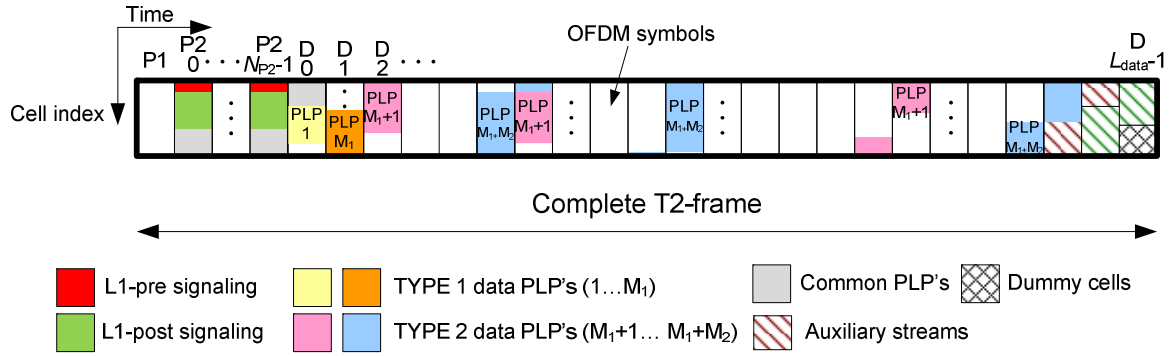 Time
OFDM symbols
P1 P2 0 · · · P2 N_P2-1 D 0 D 1 D 2 · · · D L_data-1
Cell index
PLP 1
PLP M₁
PLP M₁+1
PLP M₁+M₂
PLP M₁+1
PLP M₁+M₂
PLP M₁+1
PLP M₁+M₂
Complete T2-frame
L1-pre signaling
TYPE 1 data PLP's (1…M₁)
Common PLP's
Dummy cells
L1-post signaling
TYPE 2 data PLP's (M₁+1… M₁+M₂)
Auxiliary streams